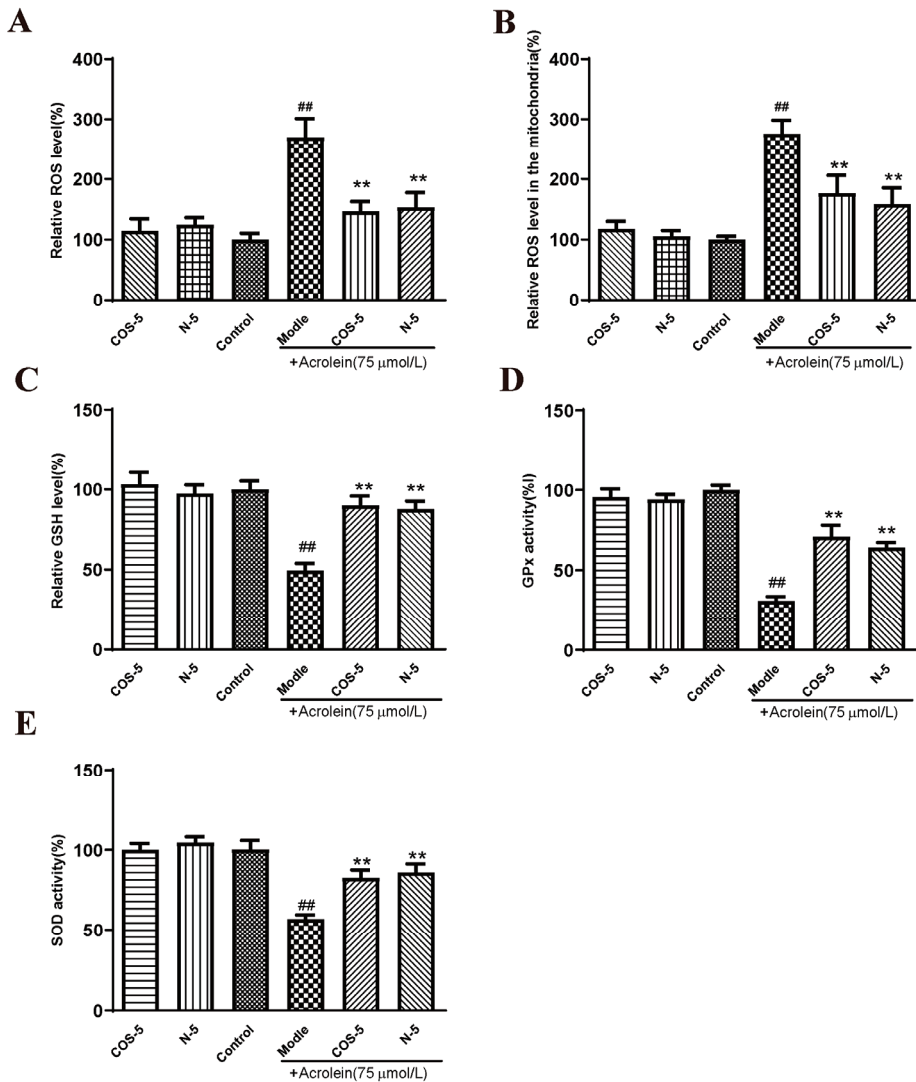 A
Relative ROS level(%)
400
300
200
100
0
##
**
**
COS-5
N-5
Control
Modle
COS-5
N-5
+Acrolein(75 μmol/L)
B
Relative ROS level in the mitochondria(%)
400
300
200
100
0
##
**
**
COS-5
N-5
Control
Modle
COS-5
N-5
+Acrolein(75 μmol/L)
C
Relative GSH level(%)
150
100
50
0
##
**
**
COS-5
N-5
Control
Modle
COS-5
N-5
+Acrolein(75 μmol/L)
D
GPx activity(%l)
150
100
50
0
##
**
**
COS-5
N-5
Control
Modle
COS-5
N-5
+Acrolein(75 μmol/L)
E
SOD activity(%)
150
100
50
0
##
**
**
COS-5
N-5
Control
Modle
COS-5
N-5
+Acrolein(75 μmol/L)